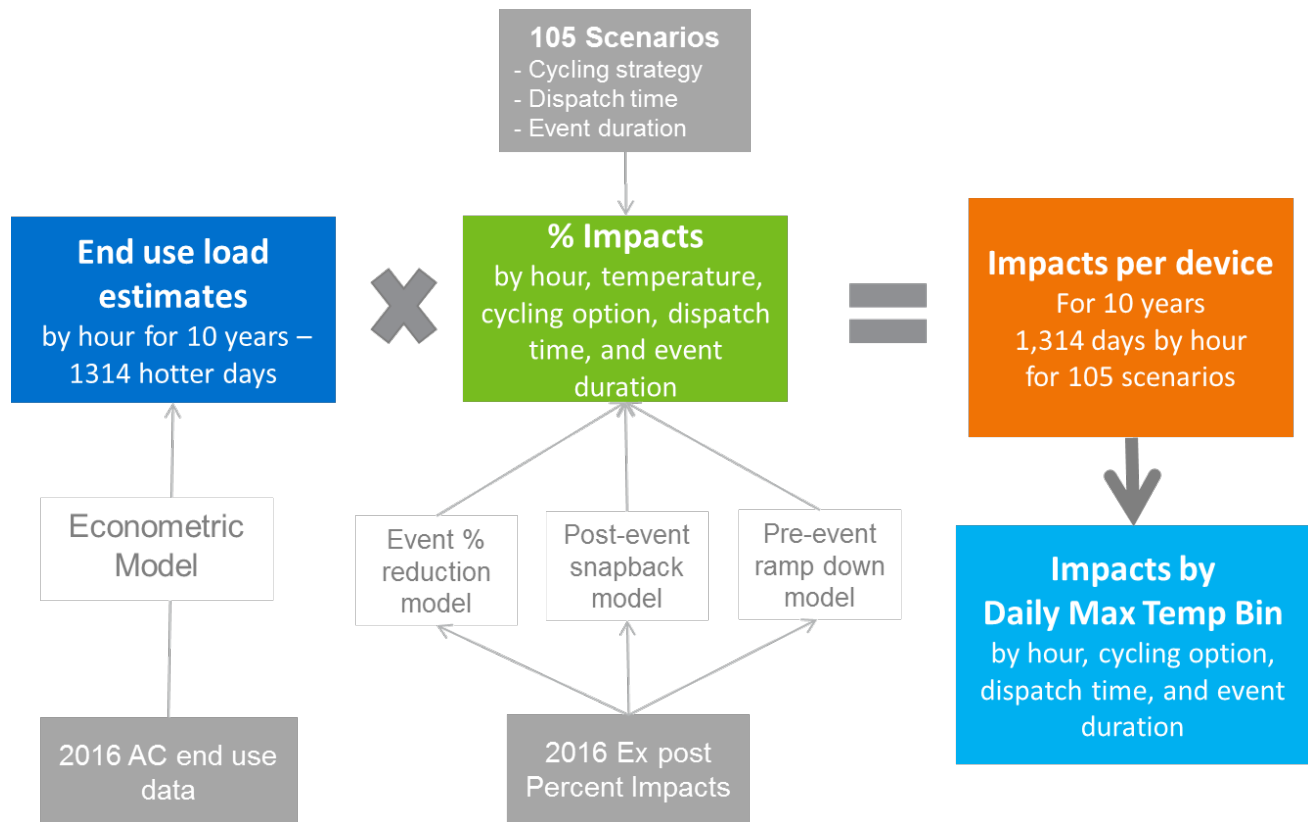 105 Scenarios
- Cycling strategy
- Dispatch time
- Event duration
End use load
estimates
by hour for 10 years –
1314 hotter days
% Impacts
by hour, temperature,
cycling option, dispatch
time, and event
duration
Impacts per device
For 10 years
1,314 days by hour
for 105 scenarios
Econometric
Model
Event %
reduction
model
Post-event
snapback
model
Pre-event
ramp down
model
Impacts by
Daily Max Temp Bin
by hour, cycling option,
dispatch time, and event
duration
2016 AC end use
data
2016 Ex post
Percent Impacts